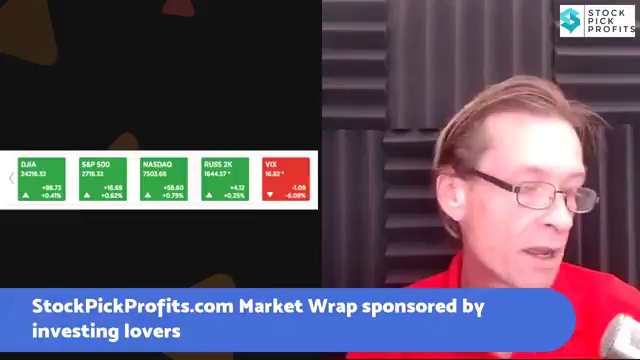 STOCK
PICK
PROFITS
DJIA
24216.32
+98.73
+0.41%
S&P 500
2716.32
+16.69
+0.62%
NASDAQ
7503.68
+58.60
+0.79%
RUSS 2K
1644.57 *
+4.12
+0.25%
VIX
16.82 *
-1.09
-6.09%
StockPickProfits.com Market Wrap sponsored by
investing lovers